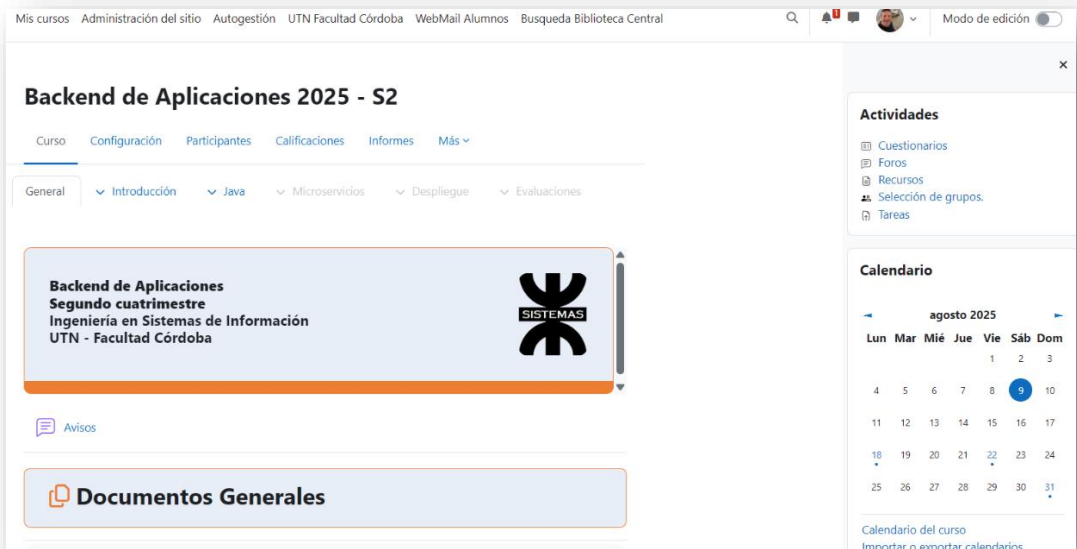 Mis cursos Administración del sitio Autogestión UTN Facultad Córdoba WebMail Alumnos Busqueda Biblioteca Central 1 Modo de edición
Backend de Aplicaciones 2025 - S2
Curso Configuración Participantes Calificaciones Informes Más
General Introducción Java Microservicios Despliegue Evaluaciones
Backend de Aplicaciones
Segundo cuatrimestre
Ingeniería en Sistemas de Información
UTN - Facultad Córdoba
SISTEMAS
Avisos
Documentos Generales
Actividades
Cuestionarios
Foros
Recursos
Selección de grupos.
Tareas
Calendario
agosto 2025
Lun Mar Mié Jue Vie Sáb Dom
1 2 3
4 5 6 7 8 9 10
11 12 13 14 15 16 17
18 19 20 21 22 23 24
25 26 27 28 29 30 31
Calendario del curso
Importar o exportar calendarios